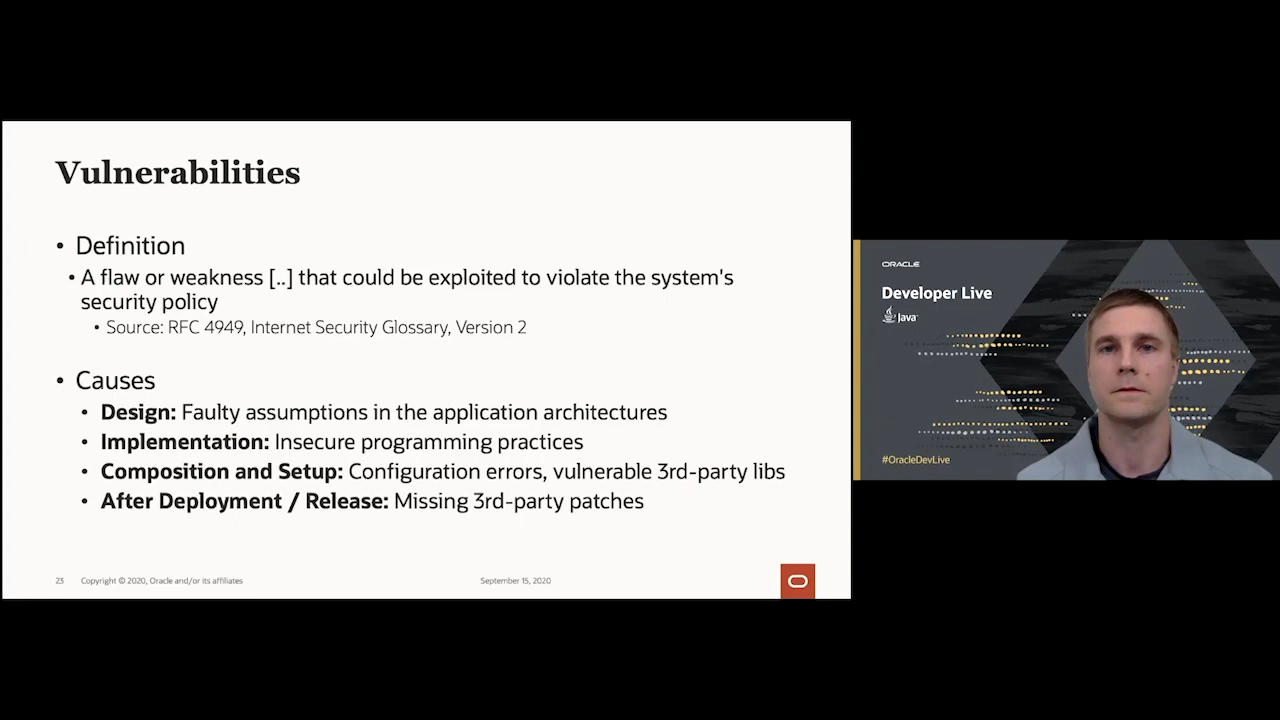 Vulnerabilities
• Definition
• A flaw or weakness [..] that could be exploited to violate the system's
security policy
• Source: RFC 4949, Internet Security Glossary, Version 2
• Causes
• Design: Faulty assumptions in the application architectures
• Implementation: Insecure programming practices
• Composition and Setup: Configuration errors, vulnerable 3rd-party libs
• After Deployment / Release: Missing 3rd-party patches
23 Copyright © 2020, Oracle and/or its affiliates September 15, 2020
ORACLE
Developer Live
Java
#OracleDevLive